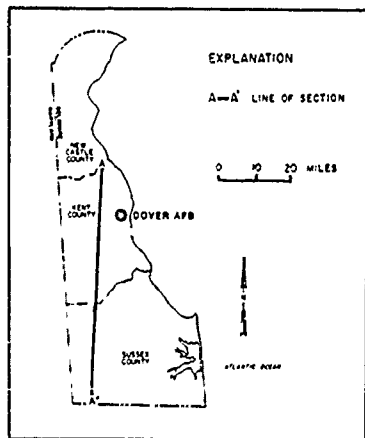 EXPLANATION
A—A' LINE OF SECTION
0 10 20 MILES
NEW
CASTLE
COUNTY
A
KENT
COUNTY
DOVER AFB
SUSSEX
COUNTY
ATLANTIC OCEAN
A'